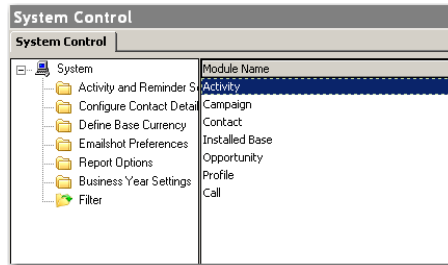 System Control
System Control
System
Activity and Reminder S
Configure Contact Detail
Define Base Currency
Emailshot Preferences
Report Options
Business Year Settings
Filter
Module Name
Activity
Campaign
Contact
Installed Base
Opportunity
Profile
Call